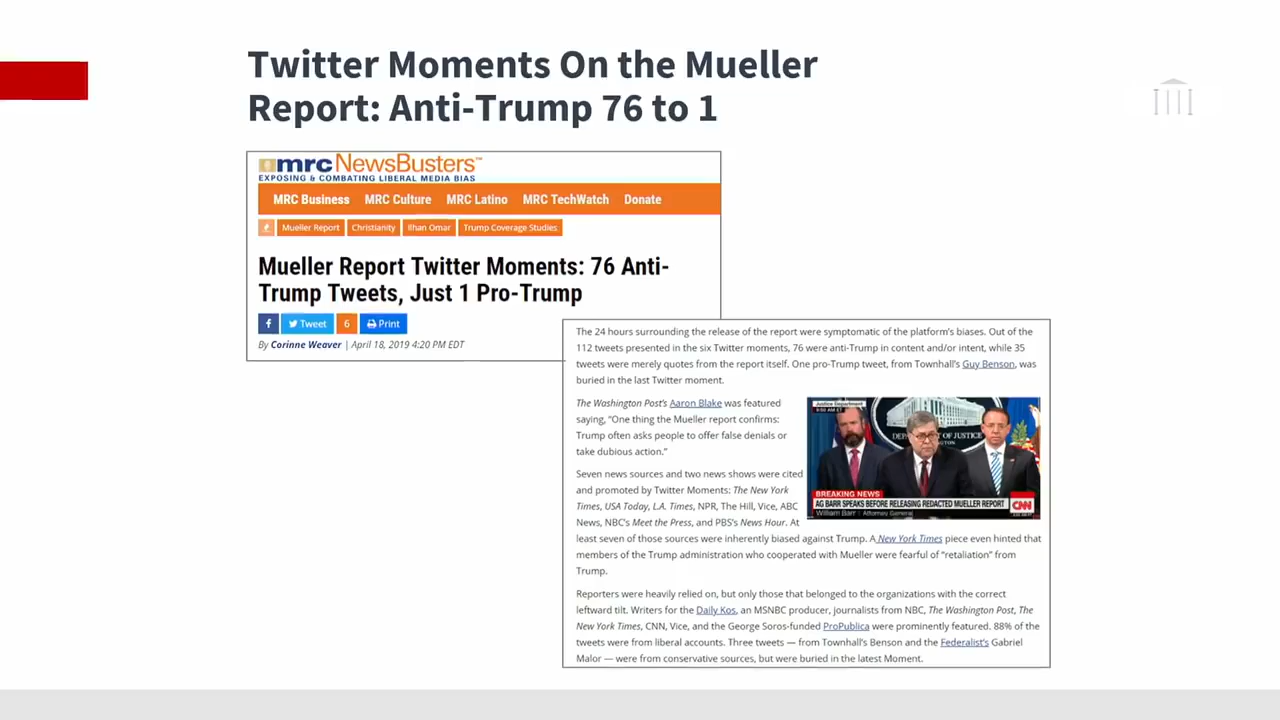 Twitter Moments On the Mueller
Report: Anti-Trump 76 to 1
mrc NewsBusters™
EXPOSING & COMBATING LIBERAL MEDIA BIAS
MRC Business MRC Culture MRC Latino MRC TechWatch Donate
Mueller Report Christianity Ilhan Omar Trump Coverage Studies
Mueller Report Twitter Moments: 76 Anti-
Trump Tweets, Just 1 Pro-Trump
Tweet 6 Print
By Corinne Weaver | April 18, 2019 4:20 PM EDT
The 24 hours surrounding the release of the report were symptomatic of the platform's biases. Out of the
112 tweets presented in the six Twitter moments, 76 were anti-Trump in content and/or intent, while 35
tweets were merely quotes from the report itself. One pro-Trump tweet, from Townhall's Guy Benson, was
buried in the last Twitter moment.
The Washington Post's Aaron Blake was featured
saying, "One thing the Mueller report confirms:
Trump often asks people to offer false denials or
take dubious action."
Seven news sources and two news shows were cited
and promoted by Twitter Moments: The New York
Times, USA Today, L.A. Times, NPR, The Hill, Vice, ABC
News, NBC's Meet the Press, and PBS's News Hour. At
least seven of those sources were inherently biased against Trump. A New York Times piece even hinted that
members of the Trump administration who cooperated with Mueller were fearful of "retaliation" from
Trump.
Reporters were heavily relied on, but only those that belonged to the organizations with the correct
leftward tilt. Writers for the Daily Kos, an MSNBC producer, journalists from NBC, The Washington Post, The
New York Times, CNN, Vice, and the George Soros-funded ProPublica were prominently featured. 88% of the
tweets were from liberal accounts. Three tweets — from Townhall's Benson and the Federalist's Gabriel
Malor — were from conservative sources, but were buried in the latest Moment.
Justice Department
DEPARTMENT OF JUSTICE
BREAKING NEWS
AG BARR SPEAKS BEFORE RELEASING REDACTED MUELLER REPORT
CNN
William Barr | Attorney General